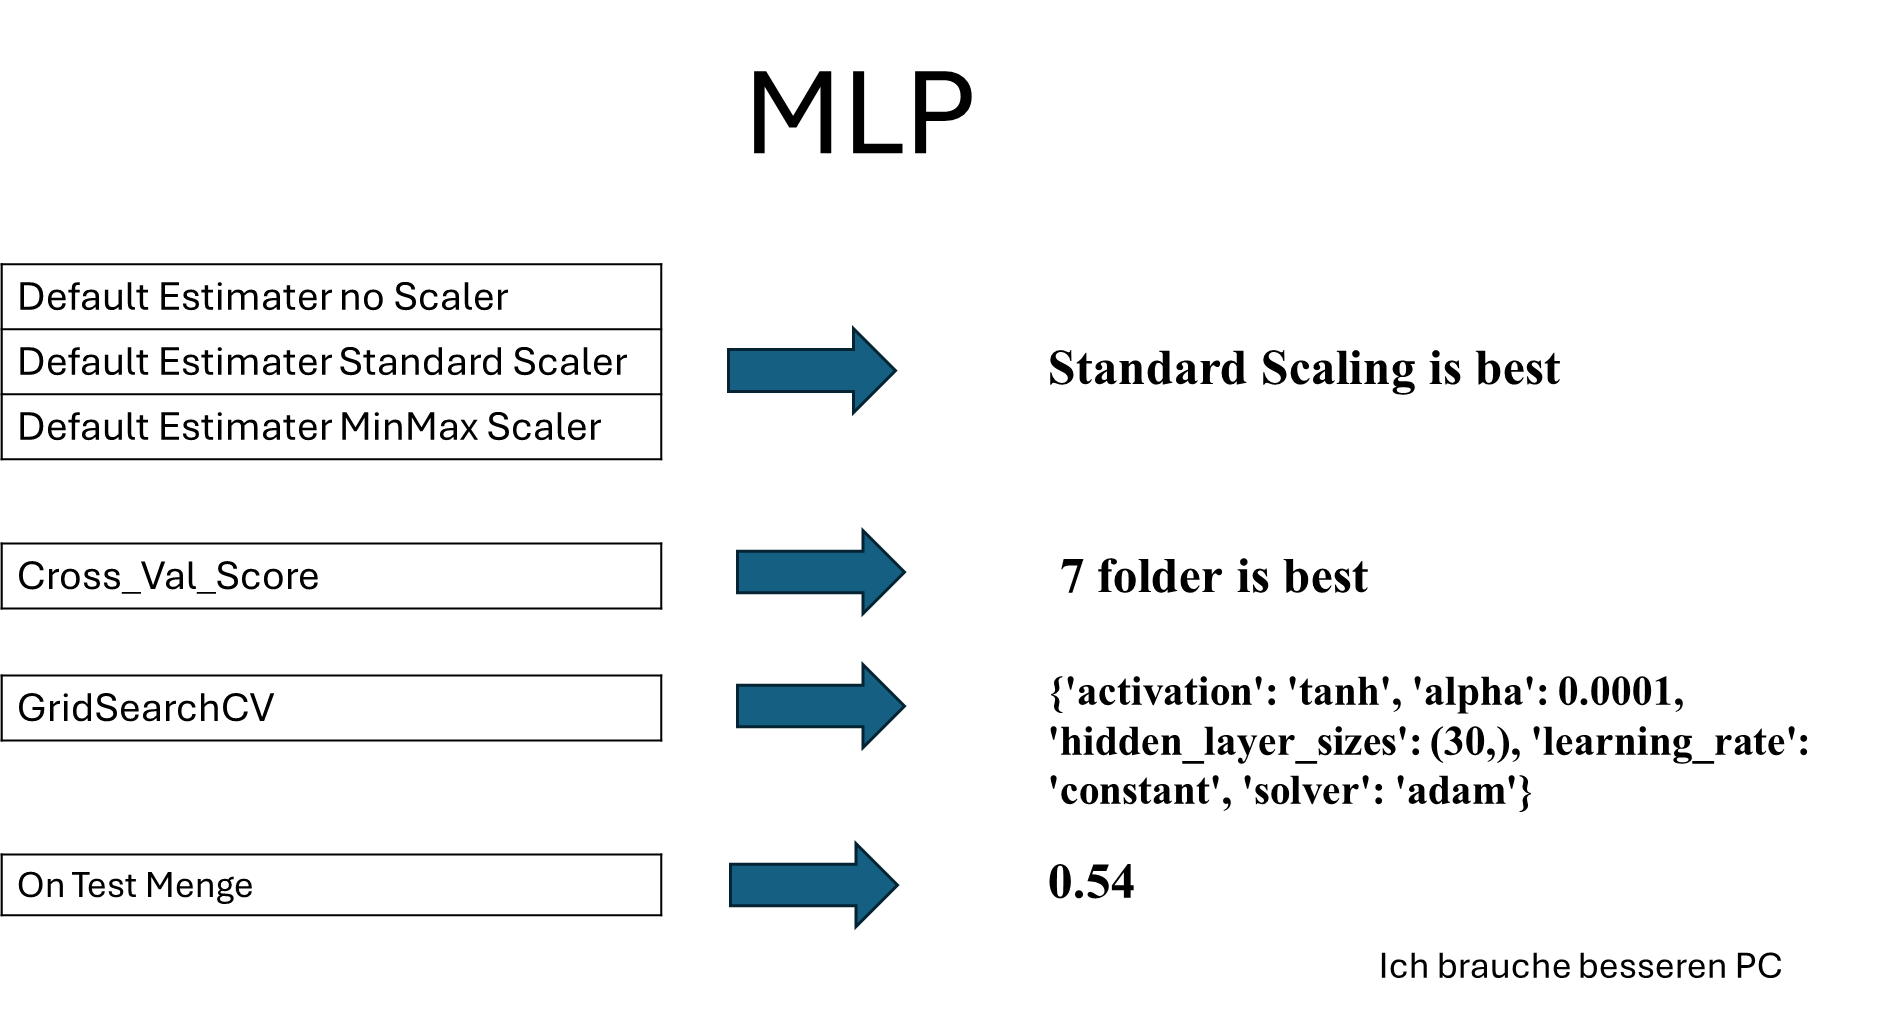 MLP
Default Estimater no Scaler
Default Estimater Standard Scaler
Default Estimater MinMax Scaler
Standard Scaling is best
Cross_Val_Score
7 folder is best
GridSearchCV
{'activation': 'tanh', 'alpha': 0.0001,
'hidden_layer_sizes': (30,), 'learning_rate':
'constant', 'solver': 'adam'}
On Test Menge
0.54
Ich brauche besseren PC